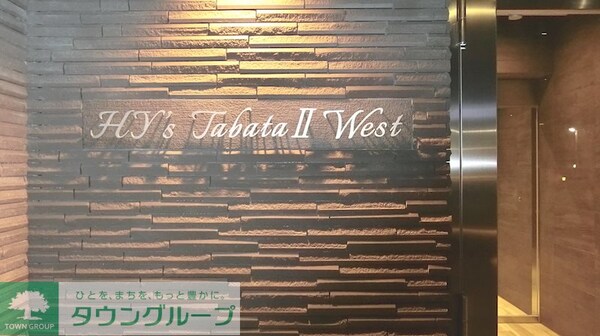 HY's Tabata Ⅱ West
ひとを、まちを、もっと豊かに。
タウングループ
TOWN GROUP